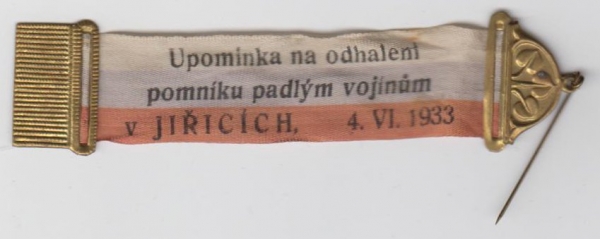 Upomínka na odhalení
pomníku padlým vojínům
v JIŘICÍCH, 4. VI. 1933